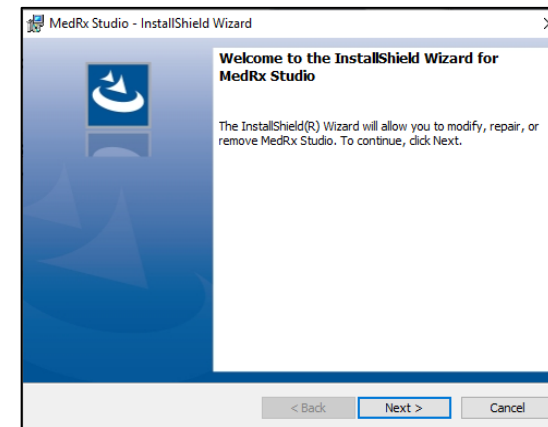 MedRx Studio - InstallShield Wizard
Welcome to the InstallShield Wizard for
MedRx Studio
The InstallShield(R) Wizard will allow you to modify, repair, or
remove MedRx Studio. To continue, click Next.
< Back Next > Cancel